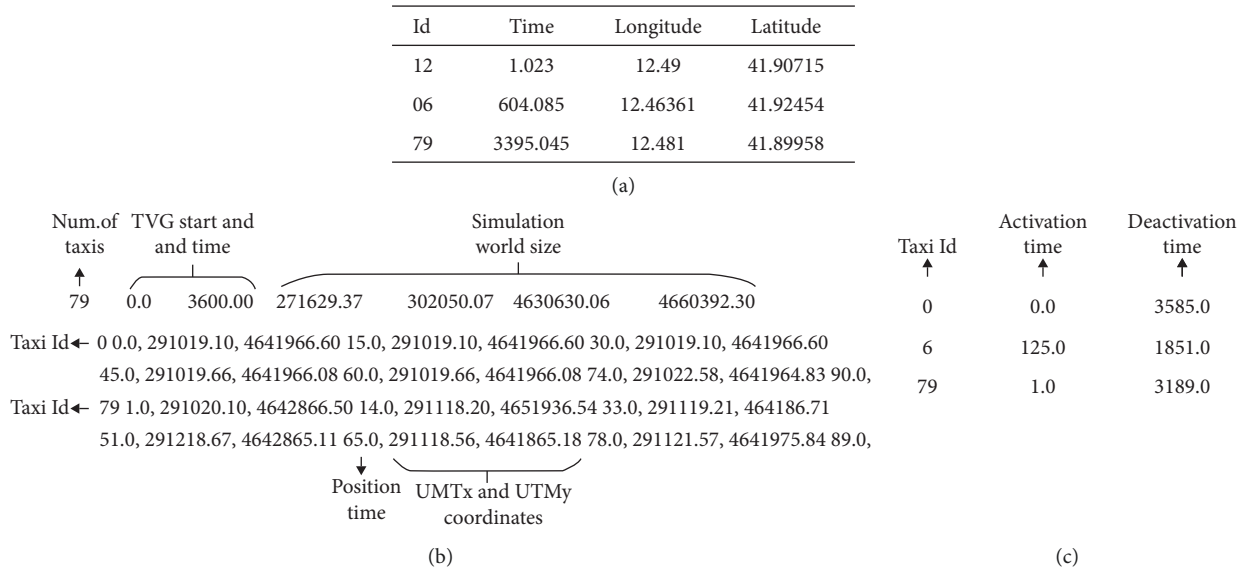 Id Time Longitude Latitude
12 1.023 12.49 41.90715
06 604.085 12.46361 41.92454
79 3395.045 12.481 41.89958
(a)
Num.of taxis
TVG start and and time
Simulation world size
79 0.0 3600.00 271629.37 302050.07 4630630.06 4660392.30
Taxi Id 0 0.0, 291019.10, 4641966.60 15.0, 291019.10, 4641966.60 30.0, 291019.10, 4641966.60
45.0, 291019.66, 4641966.08 60.0, 291019.66, 4641966.08 74.0, 291022.58, 4641964.83 90.0,
Taxi Id 79 1.0, 291020.10, 4642866.50 14.0, 291118.20, 4651936.54 33.0, 291119.21, 464186.71
51.0, 291218.67, 4642865.11 65.0, 291118.56, 4641865.18 78.0, 291121.57, 4641975.84 89.0,
Position time
UMTx and UTMy coordinates
(b)
Taxi Id Activation time Deactivation time
0 0.0 3585.0
6 125.0 1851.0
79 1.0 3189.0
(c)